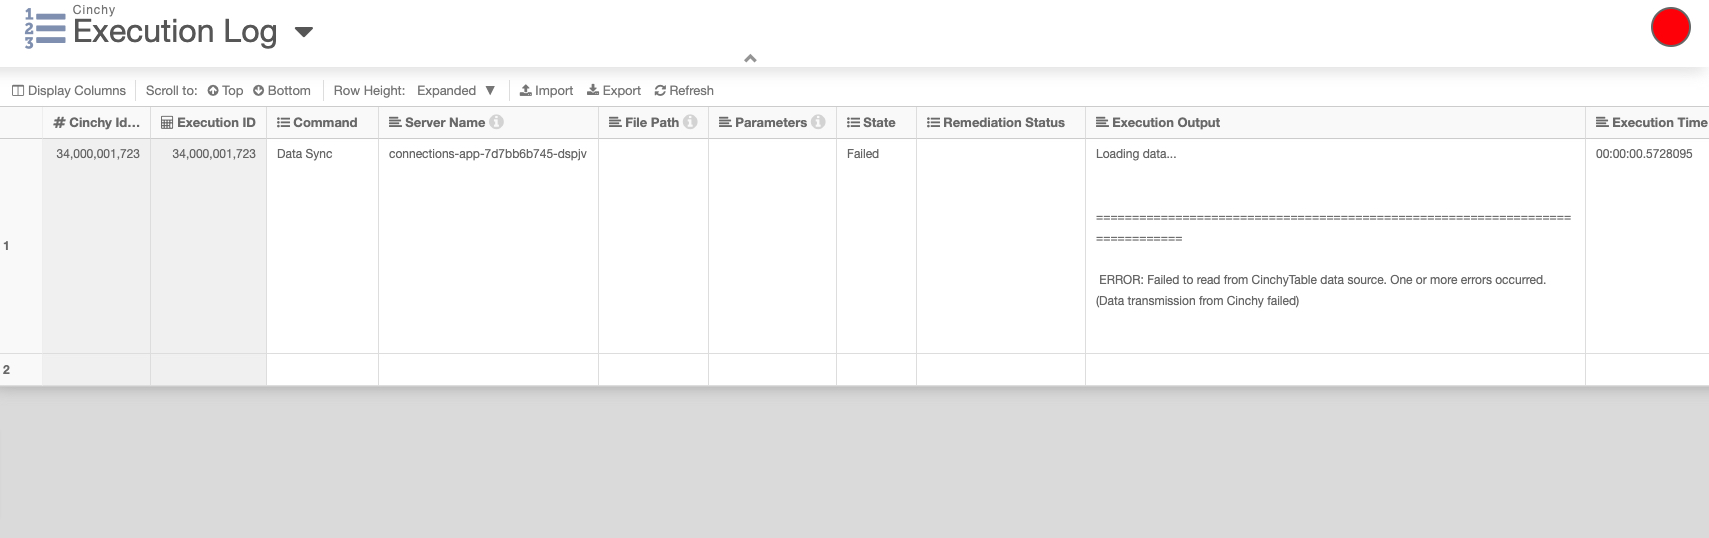 Cinchy
Execution Log
Display Columns Scroll to: Top Bottom Row Height: Expanded Import Export Refresh
# Cinchy Id... Execution ID Command Server Name File Path Parameters State Remediation Status Execution Output Execution Time
1 34,000,001,723 34,000,001,723 Data Sync connections-app-7d7bb6b745-dspjv Failed Loading data... 00:00:00.5728095
==================================================================
============
ERROR: Failed to read from CinchyTable data source. One or more errors occurred.
(Data transmission from Cinchy failed)
2